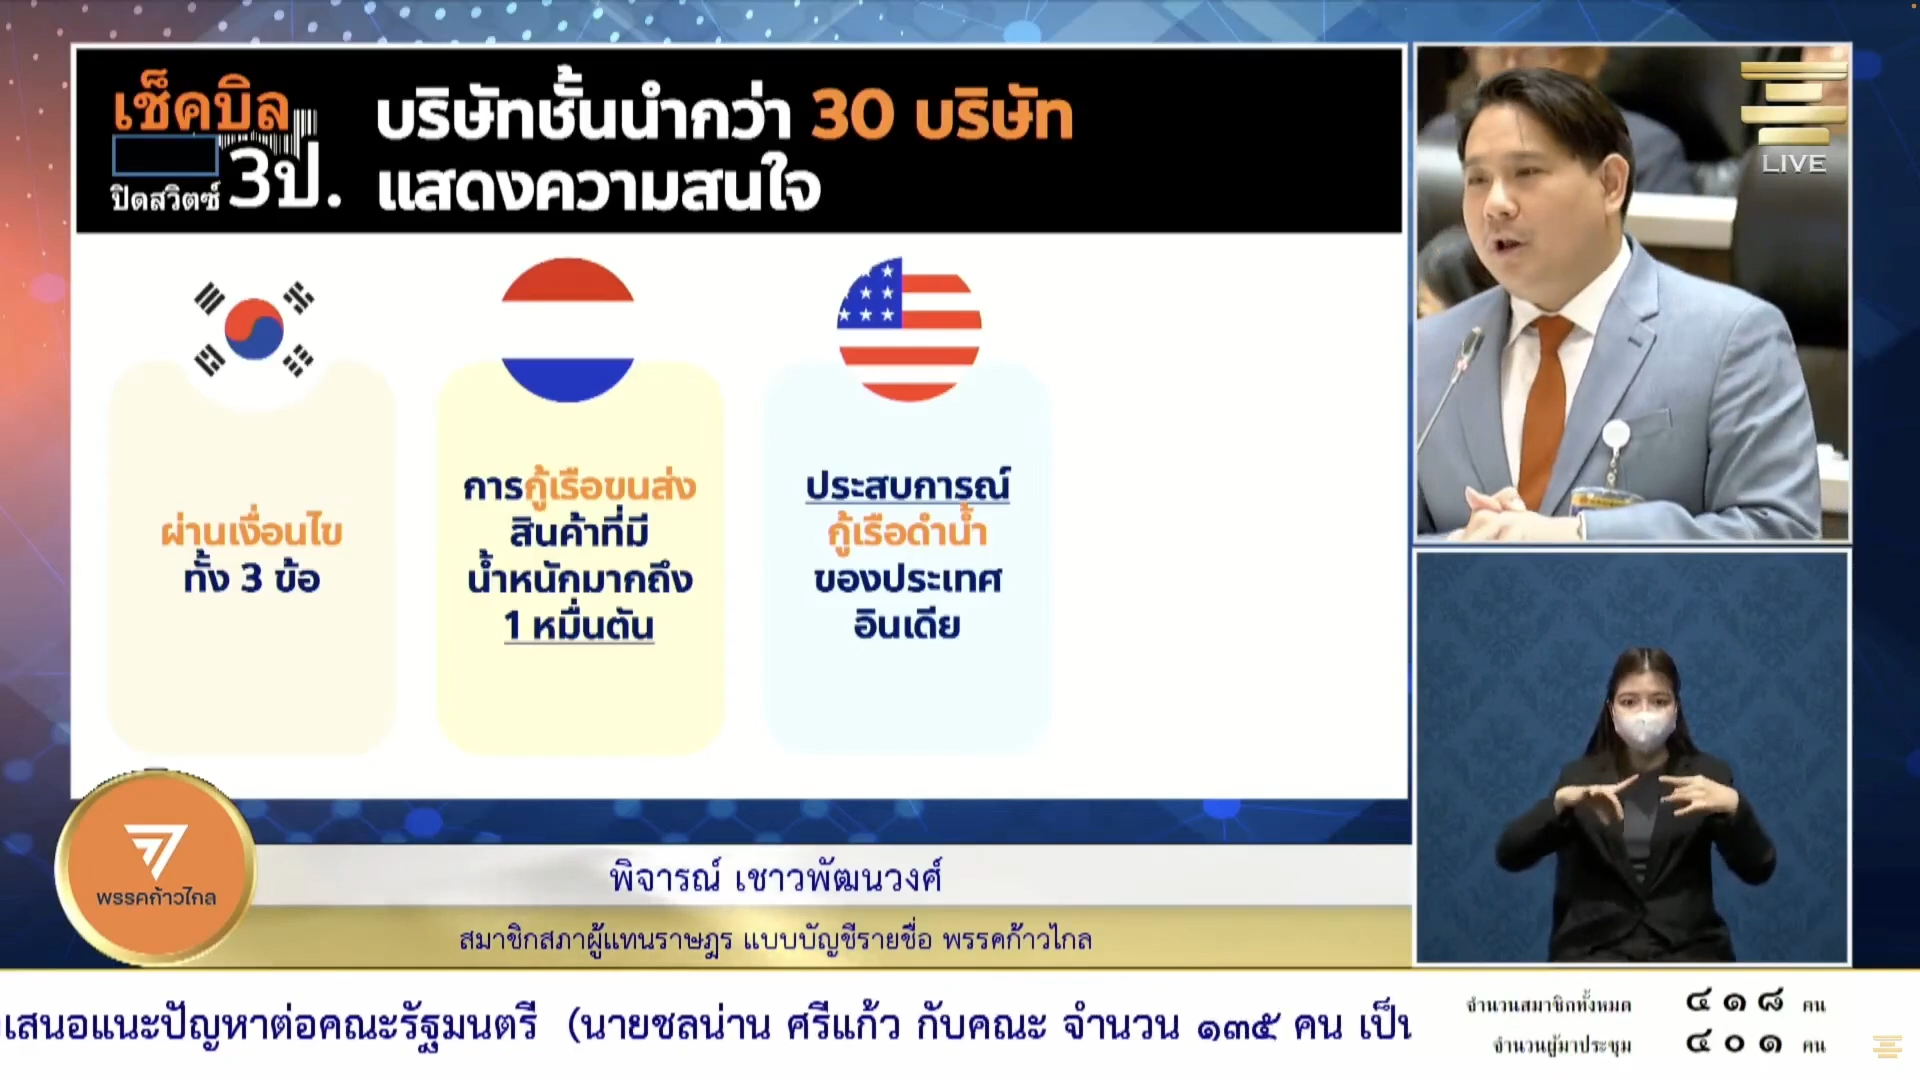 เช็คบิล
ปิดสวิตซ์ 3ป.
บริษัทชั้นนำกว่า 30 บริษัท
แสดงความสนใจ
LIVE
ผ่านเงื่อนไข
ทั้ง 3 ข้อ
การกู้เรือขนส่ง
สินค้าที่มี
น้ำหนักมากถึง
1 หมื่นตัน
ประสบการณ์
กู้เรือดำน้ำ
ของประเทศ
อินเดีย
พรรคก้าวไกล
พิจารณ์ เชาวพัฒนวงศ์
สมาชิกสภาผู้แทนราษฎร แบบบัญชีรายชื่อ พรรคก้าวไกล
เสนอแนะปัญหาต่อคณะรัฐมนตรี (นายชลน่าน ศรีแก้ว กับคณะ จำนวน ๑๓๕ คน เป็น
จำนวนสมาชิกทั้งหมด ๔๑๘ คน
จำนวนผู้มาประชุม ๔๐๑ คน